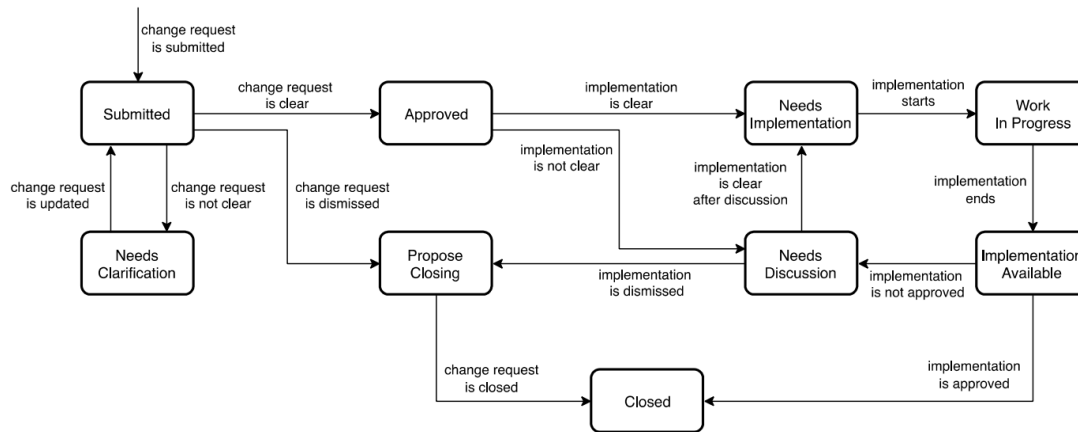 change request
is submitted
Submitted
change request
is clear
Approved
implementation
is clear
Needs
Implementation
implementation
starts
Work
In Progress
change request
is updated
change request
is not clear
change request
is dismissed
implementation
is not clear
implementation
is clear
after discussion
implementation
ends
Needs
Clarification
Propose
Closing
implementation
is dismissed
Needs
Discussion
implementation
is not approved
Implementation
Available
change request
is closed
Closed
implementation
is approved